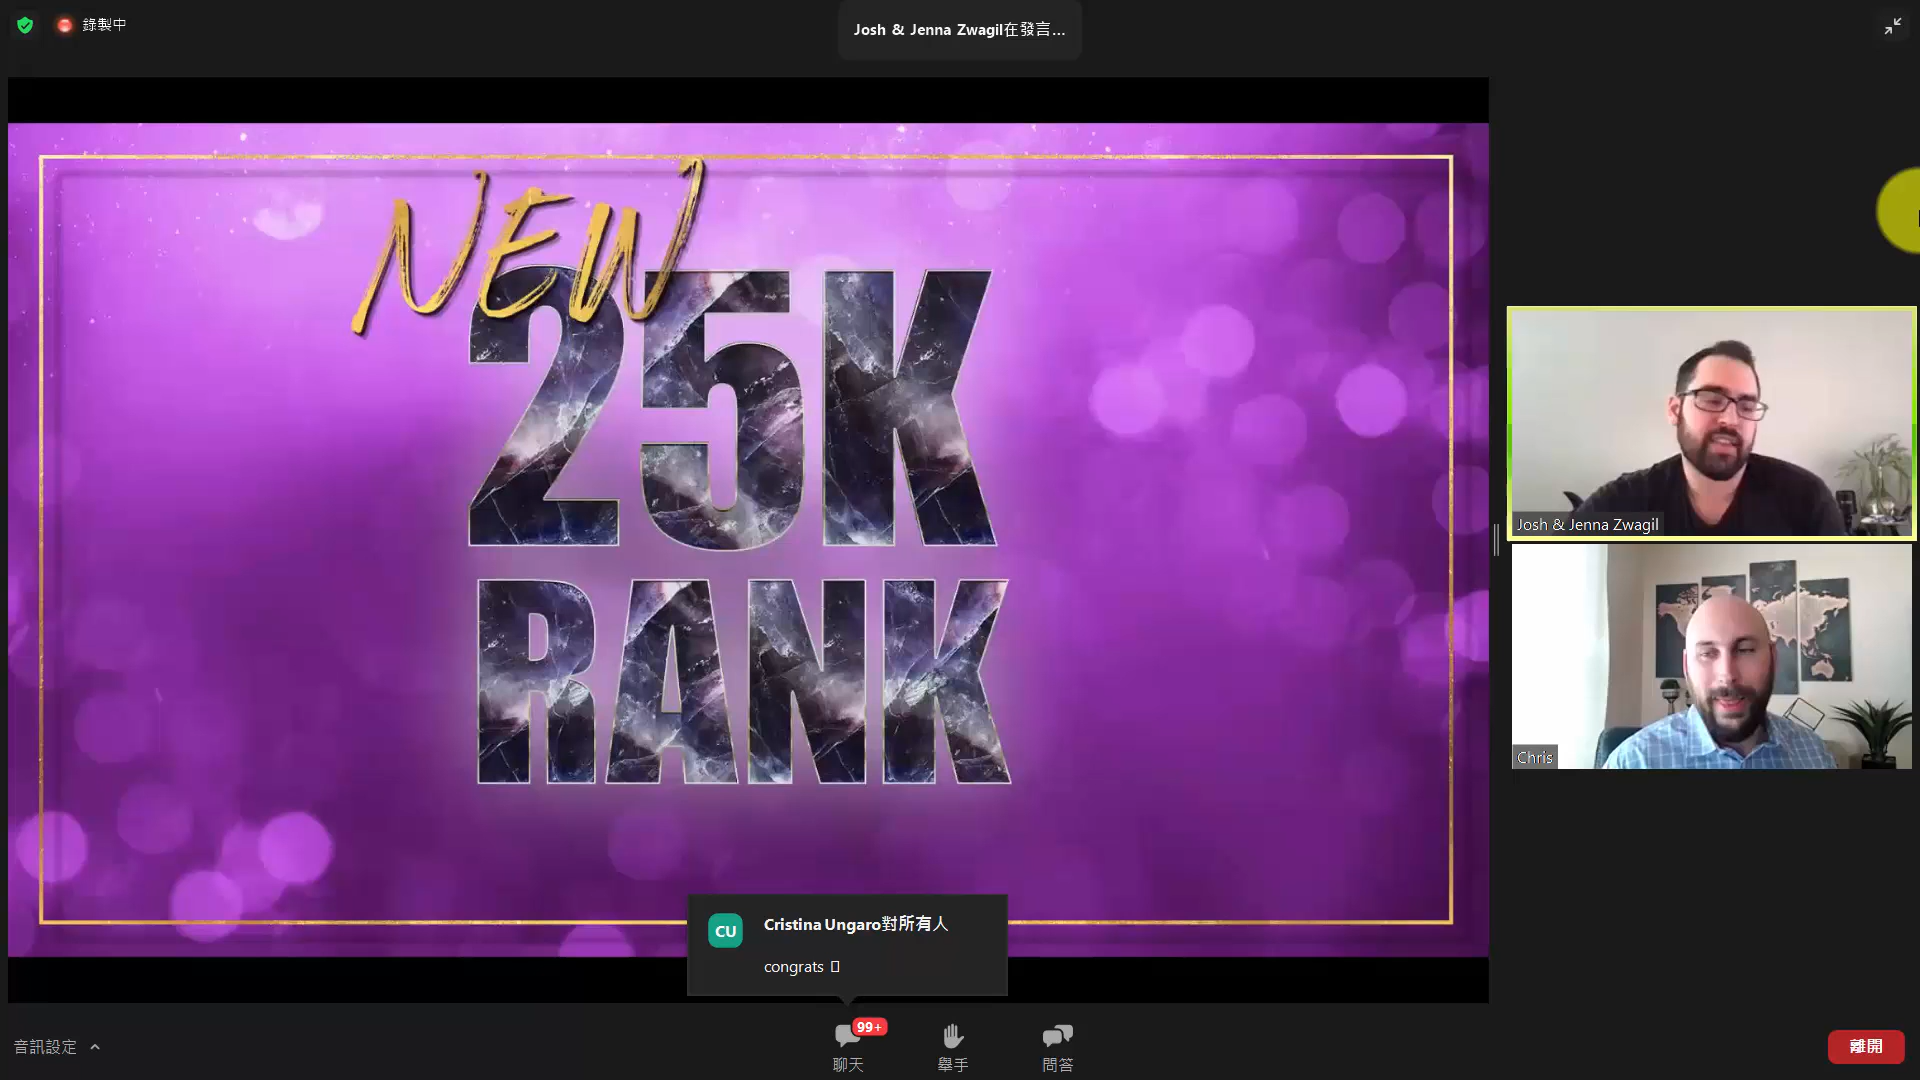 錄製中
Josh & Jenna Zwagil在發言...
NEW
25K
RANK
Josh & Jenna Zwagil
Chris
CU
Cristina Ungaro對所有人
congrats
音訊設定
99+
聊天
舉手
問答
離開